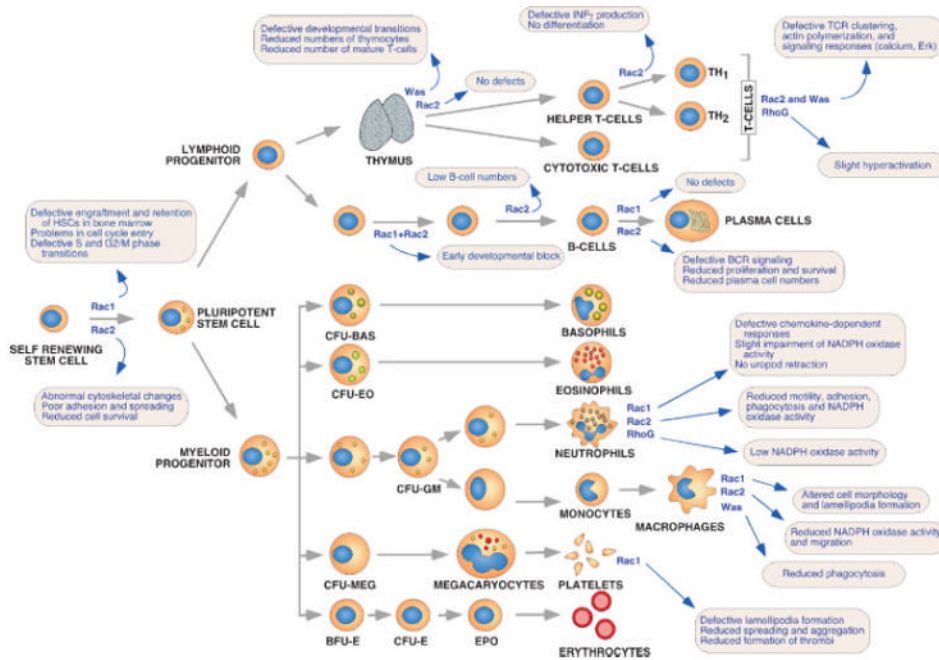 Defective developmental transitions
Reduced numbers of thymocytes
Reduced number of mature T-cells
Defective INFγ production
No differentiation
Defective TCR clustering,
actin polymerization, and
signaling responses (calcium, Erk)
Was
Rac2
No defects
Rac2
TH1
TH2
T-CELLS
Rac2 and Was
RhoG
Slight hyperactivation
LYMPHOID
PROGENITOR
THYMUS
HELPER T-CELLS
CYTOTOXIC T-CELLS
Low B-cell numbers
No defects
Defective engraftment and retention
of HSCs in bone marrow
Problems in cell cycle entry
Defective S and G2/M phase
transitions
Rac1+Rac2
Rac2
Rac1
Rac2
B-CELLS
PLASMA CELLS
Early developmental block
Defective BCR signaling
Reduced proliferation and survival
Reduced plasma cell numbers
Rac1
Rac2
SELF RENEWING
STEM CELL
PLURIPOTENT
STEM CELL
Abnormal cytoskeletal changes
Poor adhesion and spreading
Reduced cell survival
CFU-BAS
BASOPHILS
CFU-EO
EOSINOPHILS
Defective chemokine-dependent
responses
Slight impairment of NADPH oxidase
activity
No uropod retraction
Rac1
Rac2
RhoG
Reduced motility, adhesion,
phagocytosis and NADPH
oxidase activity
Low NADPH oxidase activity
MYELOID
PROGENITOR
CFU-GM
NEUTROPHILS
MONOCYTES
MACROPHAGES
Rac1
Rac2
Was
Altered cell morphology
and lamellipodia formation
Reduced NADPH oxidase activity
and migration
Reduced phagocytosis
CFU-MEG
MEGACARYOCYTES
PLATELETS
Rac1
Defective lamellipodia formation
Reduced spreading and aggregation
Reduced formation of thrombi
BFU-E
CFU-E
EPO
ERYTHROCYTES